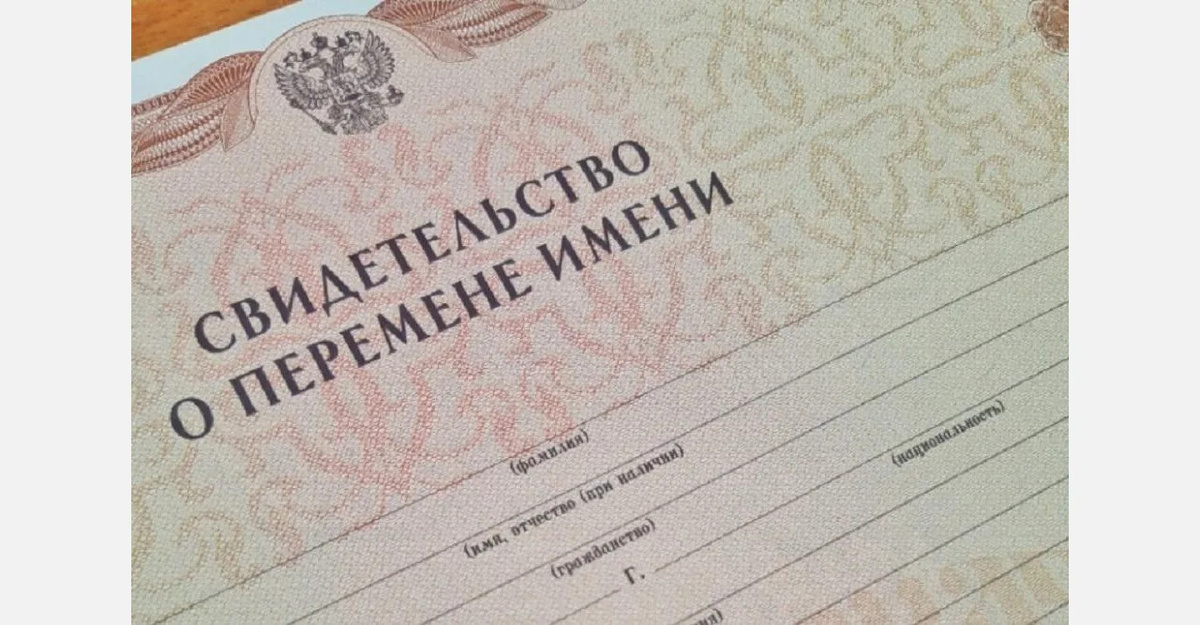 СВИДЕТЕЛЬСТВО
О ПЕРЕМЕНЕ ИМЕНИ
(фамилия)
(имя, отчество (при наличии)
(гражданство)
(национальность)
г.